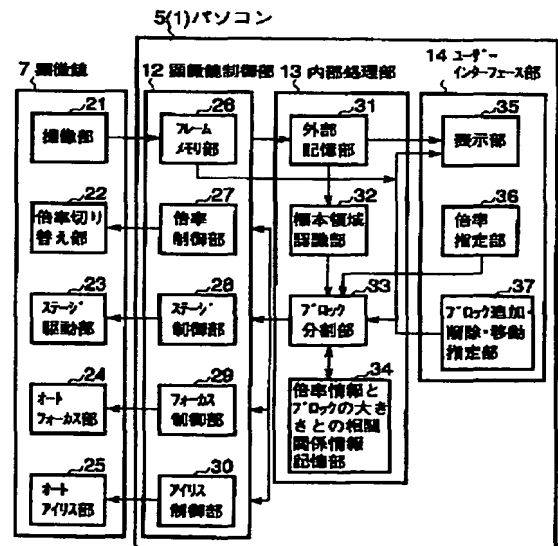 5(1)パソコン
7 顕微鏡
21
撮像部
22
倍率切り
替え部
23
ステージ
駆動部
24
オート
フォーカス部
25
オート
アイリス部
12 顕微鏡制御部
26
フレーム
メモリ部
27
倍率
制御部
28
ステージ
制御部
29
フォーカス
制御部
30
アイリス
制御部
13 内部処理部
31
外部
記憶部
32
標本領域
認識部
33
ブロック
分割部
34
倍率情報と
ブロックの大き
さとの相関
関係情報
記憶部
14 ユーザー
インターフェース部
35
表示部
36
倍率
指定部
37
ブロック追加・
削除・移動
指定部